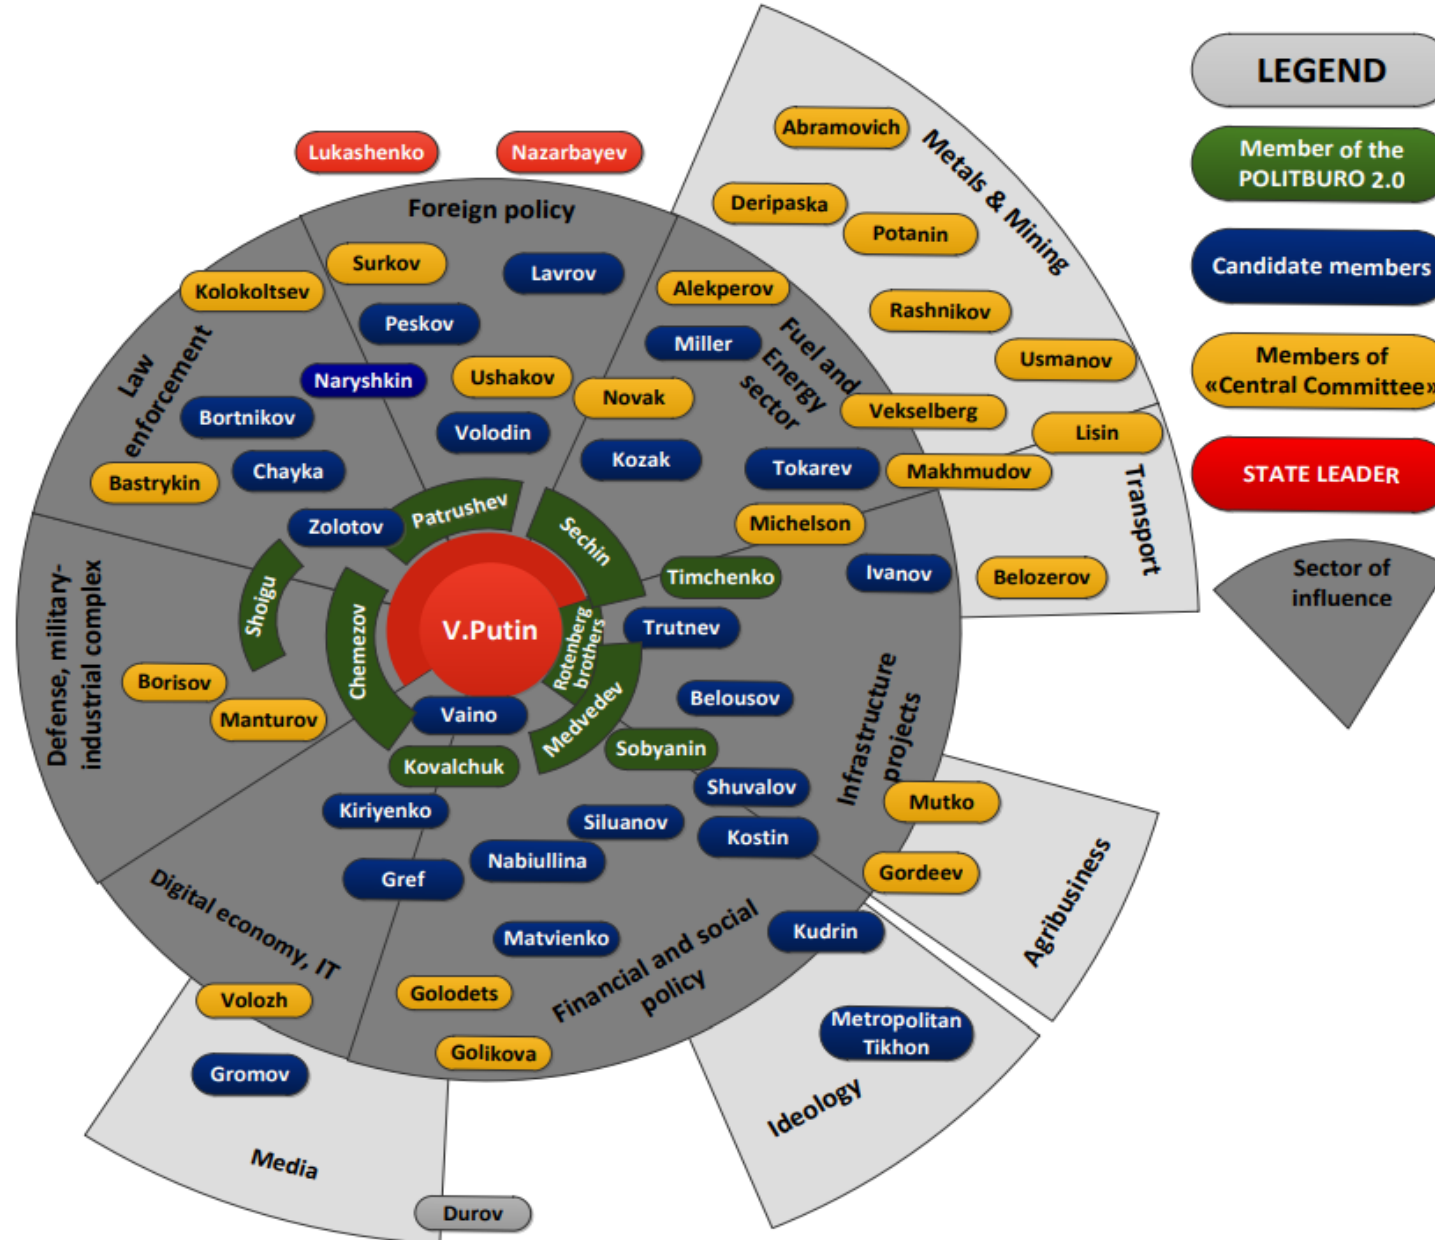 LEGEND
Member of the
POLITBURO 2.0
Candidate members
Members of
«Central Committee»
STATE LEADER
Sector of
influence
Lukashenko
Nazarbayev
Foreign policy
Surkov
Lavrov
Peskov
Ushakov
Volodin
Kolokoltsev
Law
enforcement
Naryshkin
Bortnikov
Chayka
Bastrykin
Zolotov
Patrushev
Abramovich
Metals & Mining
Deripaska
Potanin
Rashnikov
Usmanov
Alekperov
Miller
Fuel and
Energy
sector
Novak
Vekselberg
Kozak
Tokarev
Sechin
Lisin
Makhmudov
Transport
Belozerov
Michelson
Timchenko
Ivanov
Trutnev
V.Putin
Rotenberg
brothers
Medvedev
Belousov
Sobyanin
Infrastructure
projects
Shuvalov
Kostin
Mutko
Gordeev
Agribusiness
Defense, military-
industrial complex
Shoigu
Chemezov
Borisov
Manturov
Vaino
Kovalchuk
Kiriyenko
Gref
Digital economy, IT
Siluanov
Nabiullina
Matvienko
Kudrin
Golodets
Golikova
Financial and social
policy
Metropolitan
Tikhon
Ideology
Volozh
Gromov
Media
Durov